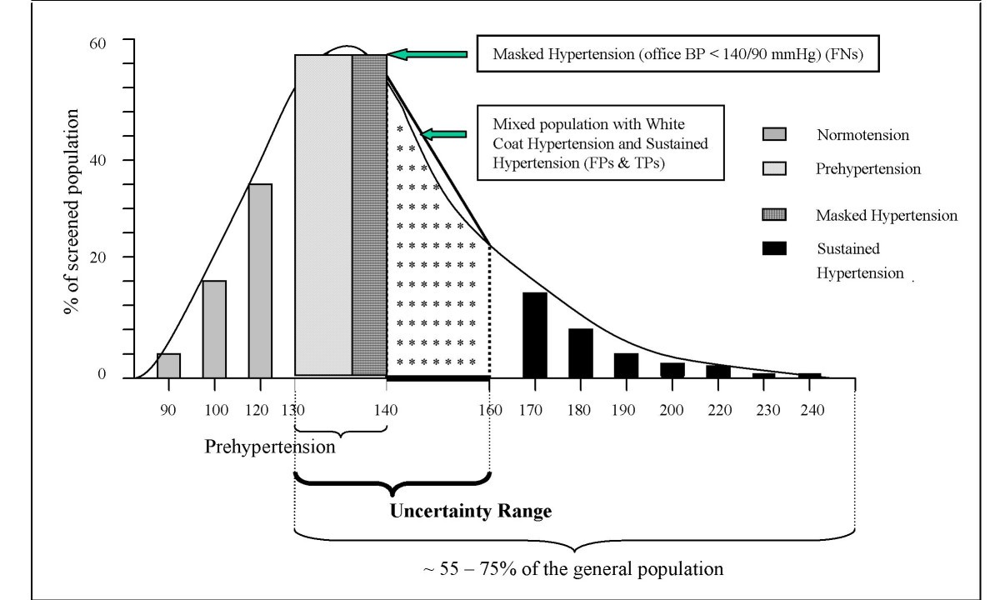 60
40
20
0
% of screened population
Masked Hypertension (office BP < 140/90 mmHg) (FNs)
Mixed population with White
Coat Hypertension and Sustained
Hypertension (FPs & TPs)
Normotension
Prehypertension
Masked Hypertension
Sustained
Hypertension .
90 100 120 130 140 160 170 180 190 200 220 230 240
Prehypertension
Uncertainty Range
~ 55 – 75% of the general population